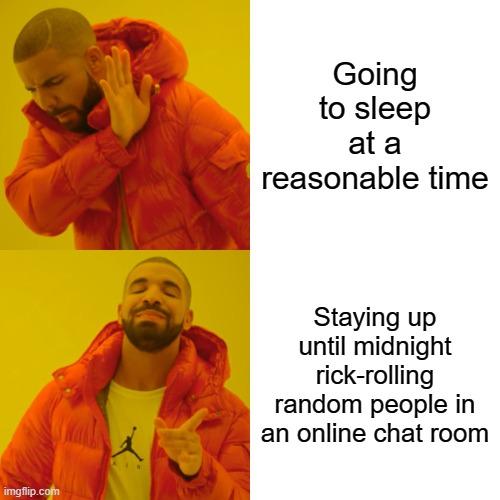 Going
to sleep
at a
reasonable time
Staying up
until midnight
rick-rolling
random people in
an online chat room
imgflip.com